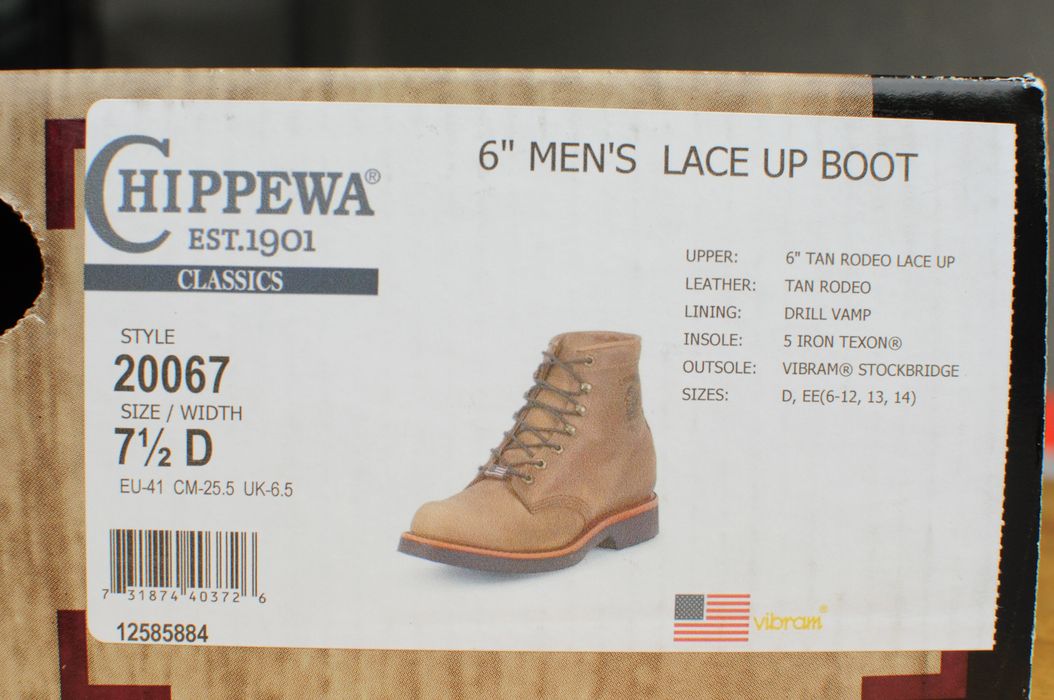 CHIPPEWA®
EST.1901
CLASSICS
6" MEN'S LACE UP BOOT
UPPER: 6" TAN RODEO LACE UP
LEATHER: TAN RODEO
LINING: DRILL VAMP
INSOLE: 5 IRON TEXON®
OUTSOLE: VIBRAM® STOCKBRIDGE
SIZES: D, EE(6-12, 13, 14)
STYLE
20067
SIZE / WIDTH
7½ D
EU-41 CM-25.5 UK-6.5
7 31874 40372 6
12585884
vibram®